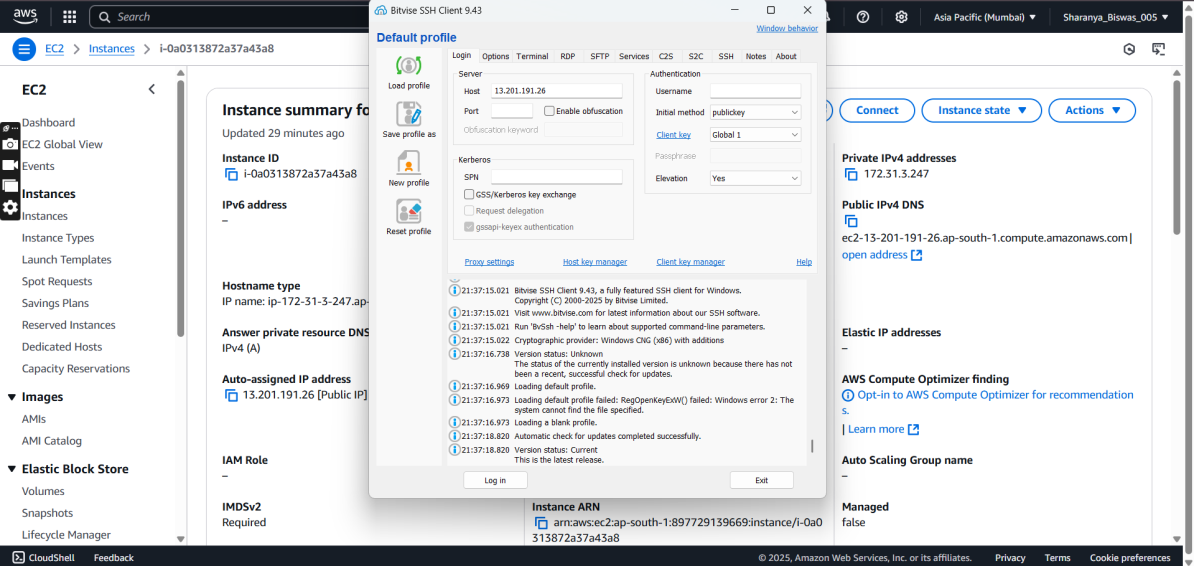 aws
Search
Asia Pacific (Mumbai) ▼
Sharanya_Biswas_005 ▼
EC2 > Instances > i-0a0313872a37a43a8
EC2
Dashboard
EC2 Global View
Events
Instances
Instances
Instance Types
Launch Templates
Spot Requests
Savings Plans
Reserved Instances
Dedicated Hosts
Capacity Reservations
Images
AMIs
AMI Catalog
Elastic Block Store
Volumes
Snapshots
Lifecycle Manager
Instance summary fo
Updated 29 minutes ago
Connect
Instance state ▼
Actions ▼
Instance ID
i-0a0313872a37a43a8
IPv6 address
–
Hostname type
IP name: ip-172-31-3-247.ap-
Answer private resource DNS
IPv4 (A)
Auto-assigned IP address
13.201.191.26 [Public IP]
IAM Role
–
IMDSv2
Required
Bitvise SSH Client 9.43
Default profile
Window behavior
Load profile
Save profile as
New profile
Reset profile
Login Options Terminal RDP SFTP Services C2S S2C SSH Notes About
Server
Host 13.201.191.26
Port
Enable obfuscation
Obfuscation keyword
Kerberos
SPN
GSS/Kerberos key exchange
Request delegation
gssapi-keyex authentication
Authentication
Username
Initial method publickey
Client key Global 1
Passphrase
Elevation Yes
Proxy settings
Host key manager
Client key manager
Help
21:37:15.021 Bitvise SSH Client 9.43, a fully featured SSH client for Windows.
Copyright (C) 2000-2025 by Bitvise Limited.
21:37:15.021 Visit www.bitvise.com for latest information about our SSH software.
21:37:15.021 Run 'BvSsh -help' to learn about supported command-line parameters.
21:37:15.022 Cryptographic provider: Windows CNG (x86) with additions
21:37:16.738 Version status: Unknown
The status of the currently installed version is unknown because there has not
been a recent, successful check for updates.
21:37:16.969 Loading default profile.
21:37:16.973 Loading default profile failed: RegOpenKeyExW() failed: Windows error 2: The
system cannot find the file specified.
21:37:16.973 Loading a blank profile.
21:37:18.820 Automatic check for updates completed successfully.
21:37:18.820 Version status: Current
This is the latest release.
Log in
Exit
Instance ARN
arn:aws:ec2:ap-south-1:897729139669:instance/i-0a0
313872a37a43a8
Private IPv4 addresses
172.31.3.247
Public IPv4 DNS
ec2-13-201-191-26.ap-south-1.compute.amazonaws.com |
open address
Elastic IP addresses
–
AWS Compute Optimizer finding
Opt-in to AWS Compute Optimizer for recommendation
s.
| Learn more
Auto Scaling Group name
–
Managed
false
CloudShell
Feedback
© 2025, Amazon Web Services, Inc. or its affiliates.
Privacy
Terms
Cookie preferences